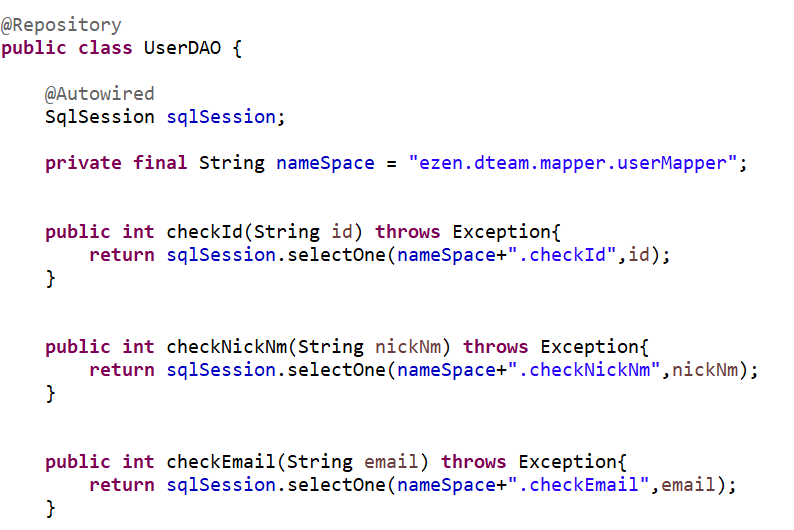 @Repository
public class UserDAO {
@Autowired
SqlSession sqlSession;
private final String nameSpace = "ezen.dteam.mapper.userMapper";
public int checkId(String id) throws Exception{
return sqlSession.selectOne(nameSpace+".checkId",id);
}
public int checkNickNm(String nickNm) throws Exception{
return sqlSession.selectOne(nameSpace+".checkNickNm",nickNm);
}
public int checkEmail(String email) throws Exception{
return sqlSession.selectOne(nameSpace+".checkEmail",email);
}